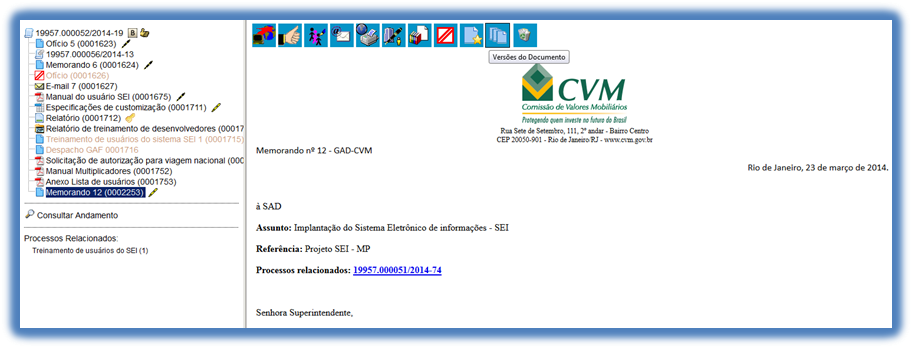 19957.000052/2014-19
Ofício 5 (0001623)
19957.000056/2014-13
Memorando 6 (0001624)
Ofício (0001626)
E-mail 7 (0001627)
Manual do usuário SEI (0001675)
Especificações de customização (0001711)
Relatório (0001712)
Relatório de treinamento de desenvolvedores (00017
Treinamento de usuários do sistema SEI 1 (0001715)
Despacho GAF 0001716
Solicitação de autorização para viagem nacional (000
Manual Multiplicadores (0001752)
Anexo Lista de usuários (0001753)
Memorando 12 (0002253)
Consultar Andamento
Processos Relacionados:
Treinamento de usuários do SEI (1)
Versões do Documento
CVM
Comissão de Valores Mobiliários
Protegendo quem investe no futuro do Brasil
Rua Sete de Setembro, 111, 2º andar - Bairro Centro
CEP 20050-901 - Rio de Janeiro/RJ - www.cvm.gov.br
Memorando nº 12 - GAD-CVM
Rio de Janeiro, 23 de março de 2014.
à SAD
Assunto: Implantação do Sistema Eletrônico de informações - SEI
Referência: Projeto SEI - MP
Processos relacionados: 19957.000051/2014-74
Senhora Superintendente,